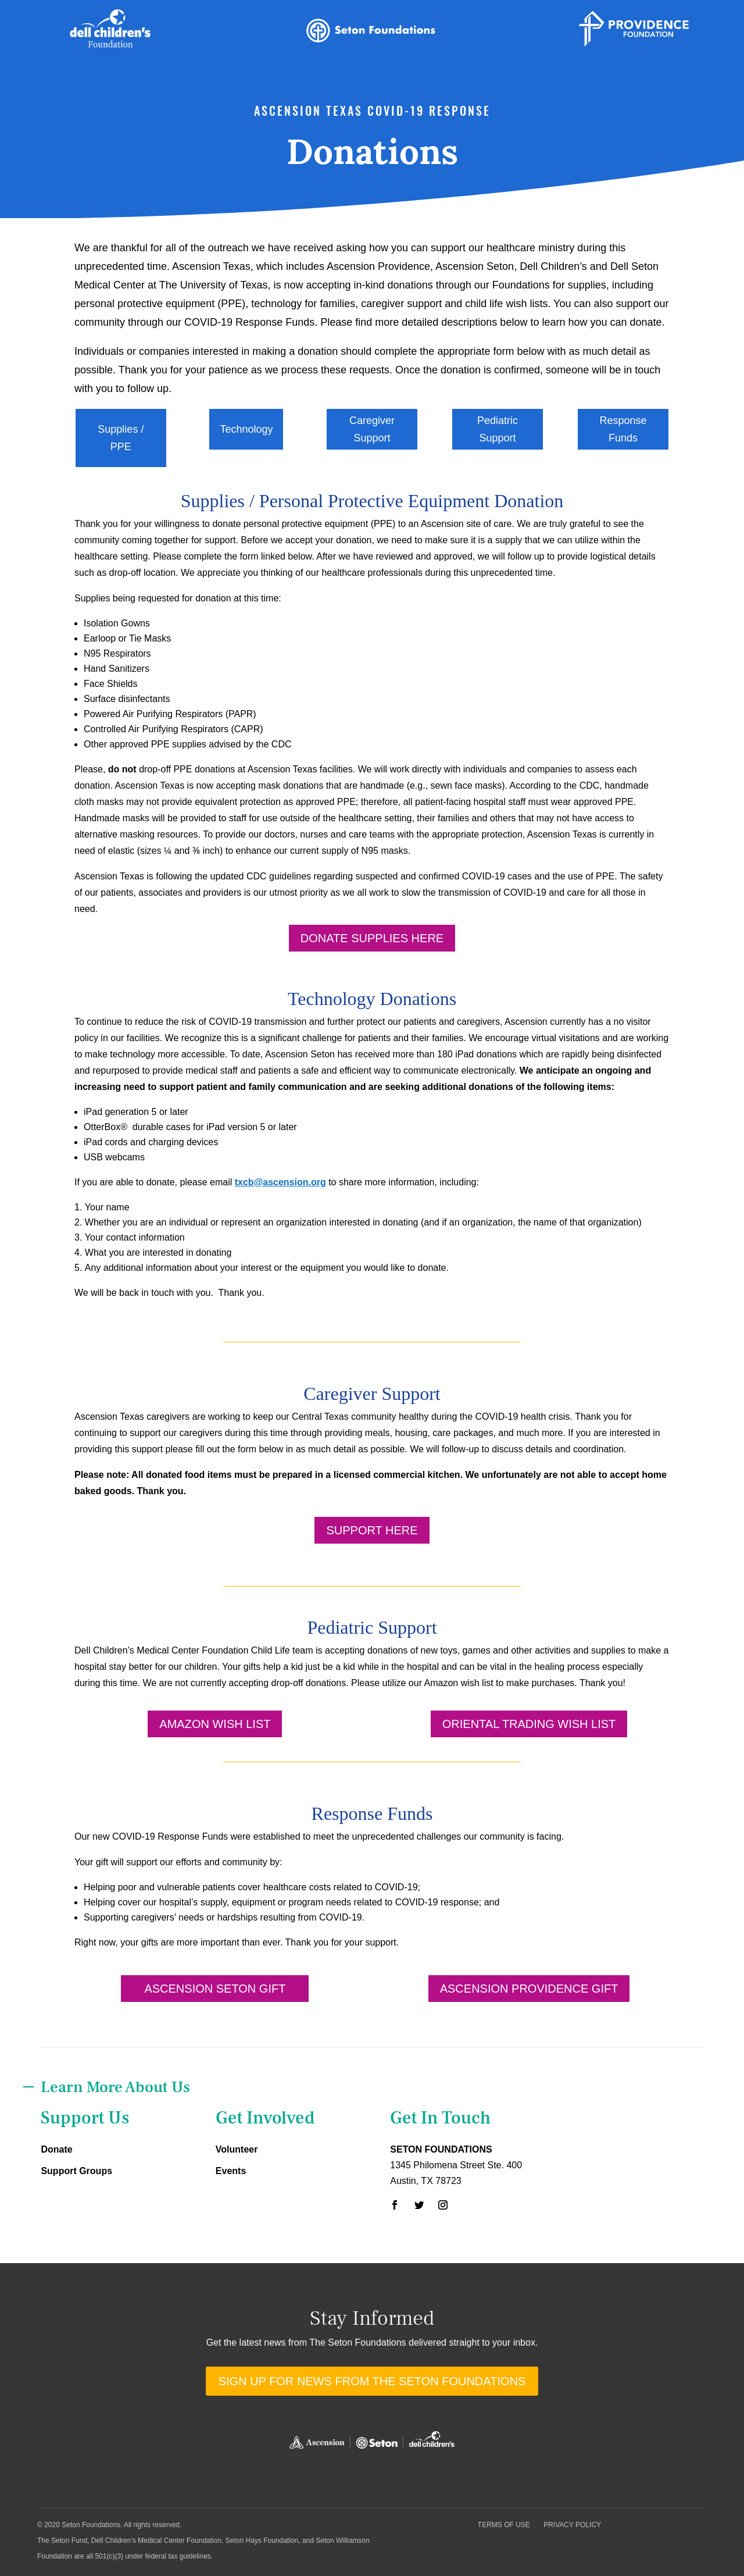 dell children's
Foundation
Seton Foundations
PROVIDENCE
FOUNDATION
ASCENSION TEXAS COVID-19 RESPONSE
Donations
We are thankful for all of the outreach we have received asking how you can support our healthcare ministry during this
unprecedented time. Ascension Texas, which includes Ascension Providence, Ascension Seton, Dell Children's and Dell Seton
Medical Center at The University of Texas, is now accepting in-kind donations through our Foundations for supplies, including
personal protective equipment (PPE), technology for families, caregiver support and child life wish lists. You can also support our
community through our COVID-19 Response Funds. Please find more detailed descriptions below to learn how you can donate.
Individuals or companies interested in making a donation should complete the appropriate form below with as much detail as
possible. Thank you for your patience as we process these requests. Once the donation is confirmed, someone will be in touch
with you to follow up.
Supplies /
PPE
Technology
Caregiver
Support
Pediatric
Support
Response
Funds
Supplies / Personal Protective Equipment Donation
Thank you for your willingness to donate personal protective equipment (PPE) to an Ascension site of care. We are truly grateful to see the
community coming together for support. Before we accept your donation, we need to make sure it is a supply that we can utilize within the
healthcare setting. Please complete the form linked below. After we have reviewed and approved, we will follow up to provide logistical details
such as drop-off location. We appreciate you thinking of our healthcare professionals during this unprecedented time.
Supplies being requested for donation at this time:
• Isolation Gowns
• Earloop or Tie Masks
• N95 Respirators
• Hand Sanitizers
• Face Shields
• Surface disinfectants
• Powered Air Purifying Respirators (PAPR)
• Controlled Air Purifying Respirators (CAPR)
• Other approved PPE supplies advised by the CDC
Please, do not drop-off PPE donations at Ascension Texas facilities. We will work directly with individuals and companies to assess each
donation. Ascension Texas is now accepting mask donations that are handmade (e.g., sewn face masks). According to the CDC, handmade
cloth masks may not provide equivalent protection as approved PPE; therefore, all patient-facing hospital staff must wear approved PPE.
Handmade masks will be provided to staff for use outside of the healthcare setting, their families and others that may not have access to
alternative masking resources. To provide our doctors, nurses and care teams with the appropriate protection, Ascension Texas is currently in
need of elastic (sizes ¼ and ⅜ inch) to enhance our current supply of N95 masks.
Ascension Texas is following the updated CDC guidelines regarding suspected and confirmed COVID-19 cases and the use of PPE. The safety
of our patients, associates and providers is our utmost priority as we all work to slow the transmission of COVID-19 and care for all those in
need.
DONATE SUPPLIES HERE
Technology Donations
To continue to reduce the risk of COVID-19 transmission and further protect our patients and caregivers, Ascension currently has a no visitor
policy in our facilities. We recognize this is a significant challenge for patients and their families. We encourage virtual visitations and are working
to make technology more accessible. To date, Ascension Seton has received more than 180 iPad donations which are rapidly being disinfected
and repurposed to provide medical staff and patients a safe and efficient way to communicate electronically. We anticipate an ongoing and
increasing need to support patient and family communication and are seeking additional donations of the following items:
• iPad generation 5 or later
• OtterBox® durable cases for iPad version 5 or later
• iPad cords and charging devices
• USB webcams
If you are able to donate, please email txcb@ascension.org to share more information, including:
1. Your name
2. Whether you are an individual or represent an organization interested in donating (and if an organization, the name of that organization)
3. Your contact information
4. What you are interested in donating
5. Any additional information about your interest or the equipment you would like to donate.
We will be back in touch with you. Thank you.
Caregiver Support
Ascension Texas caregivers are working to keep our Central Texas community healthy during the COVID-19 health crisis. Thank you for
continuing to support our caregivers during this time through providing meals, housing, care packages, and much more. If you are interested in
providing this support please fill out the form below in as much detail as possible. We will follow-up to discuss details and coordination.
Please note: All donated food items must be prepared in a licensed commercial kitchen. We unfortunately are not able to accept home
baked goods. Thank you.
SUPPORT HERE
Pediatric Support
Dell Children's Medical Center Foundation Child Life team is accepting donations of new toys, games and other activities and supplies to make a
hospital stay better for our children. Your gifts help a kid just be a kid while in the hospital and can be vital in the healing process especially
during this time. We are not currently accepting drop-off donations. Please utilize our Amazon wish list to make purchases. Thank you!
AMAZON WISH LIST
ORIENTAL TRADING WISH LIST
Response Funds
Our new COVID-19 Response Funds were established to meet the unprecedented challenges our community is facing.
Your gift will support our efforts and community by:
• Helping poor and vulnerable patients cover healthcare costs related to COVID-19;
• Helping cover our hospital's supply, equipment or program needs related to COVID-19 response; and
• Supporting caregivers' needs or hardships resulting from COVID-19.
Right now, your gifts are more important than ever. Thank you for your support.
ASCENSION SETON GIFT
ASCENSION PROVIDENCE GIFT
Learn More About Us
Support Us
Donate
Support Groups
Get Involved
Volunteer
Events
Get In Touch
SETON FOUNDATIONS
1345 Philomena Street Ste. 400
Austin, TX 78723
Stay Informed
Get the latest news from The Seton Foundations delivered straight to your inbox.
SIGN UP FOR NEWS FROM THE SETON FOUNDATIONS
Ascension
Seton
dell children's
© 2020 Seton Foundations. All rights reserved.
TERMS OF USE
PRIVACY POLICY
The Seton Fund, Dell Children's Medical Center Foundation, Seton Hays Foundation, and Seton Williamson
Foundation are all 501(c)(3) under federal tax guidelines.